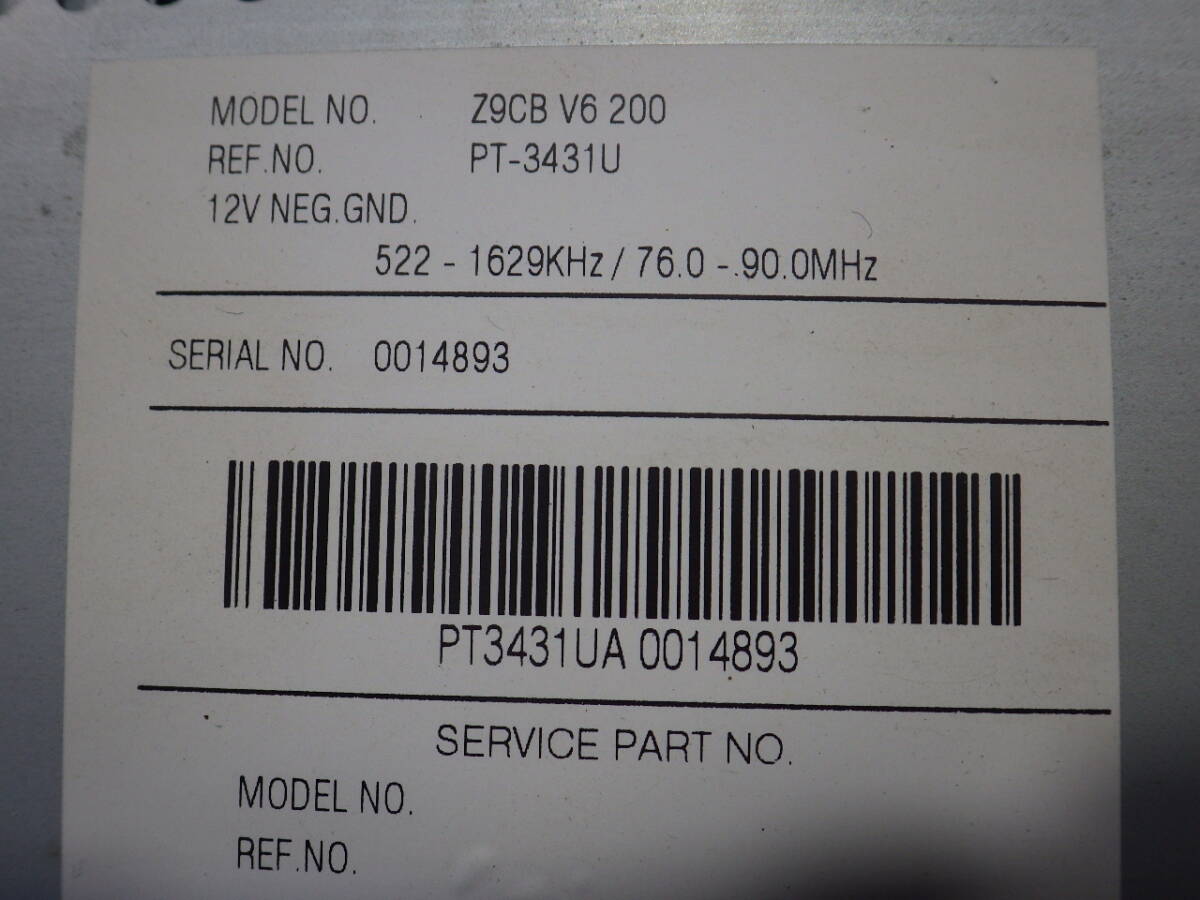 MODEL NO. Z9CB V6 200
REF.NO. PT-3431U
12V NEG.GND.
522 - 1629KHz / 76.0 - 90.0MHz
SERIAL NO. 0014893
PT3431UA 0014893
SERVICE PART NO.
MODEL NO.
REF.NO.